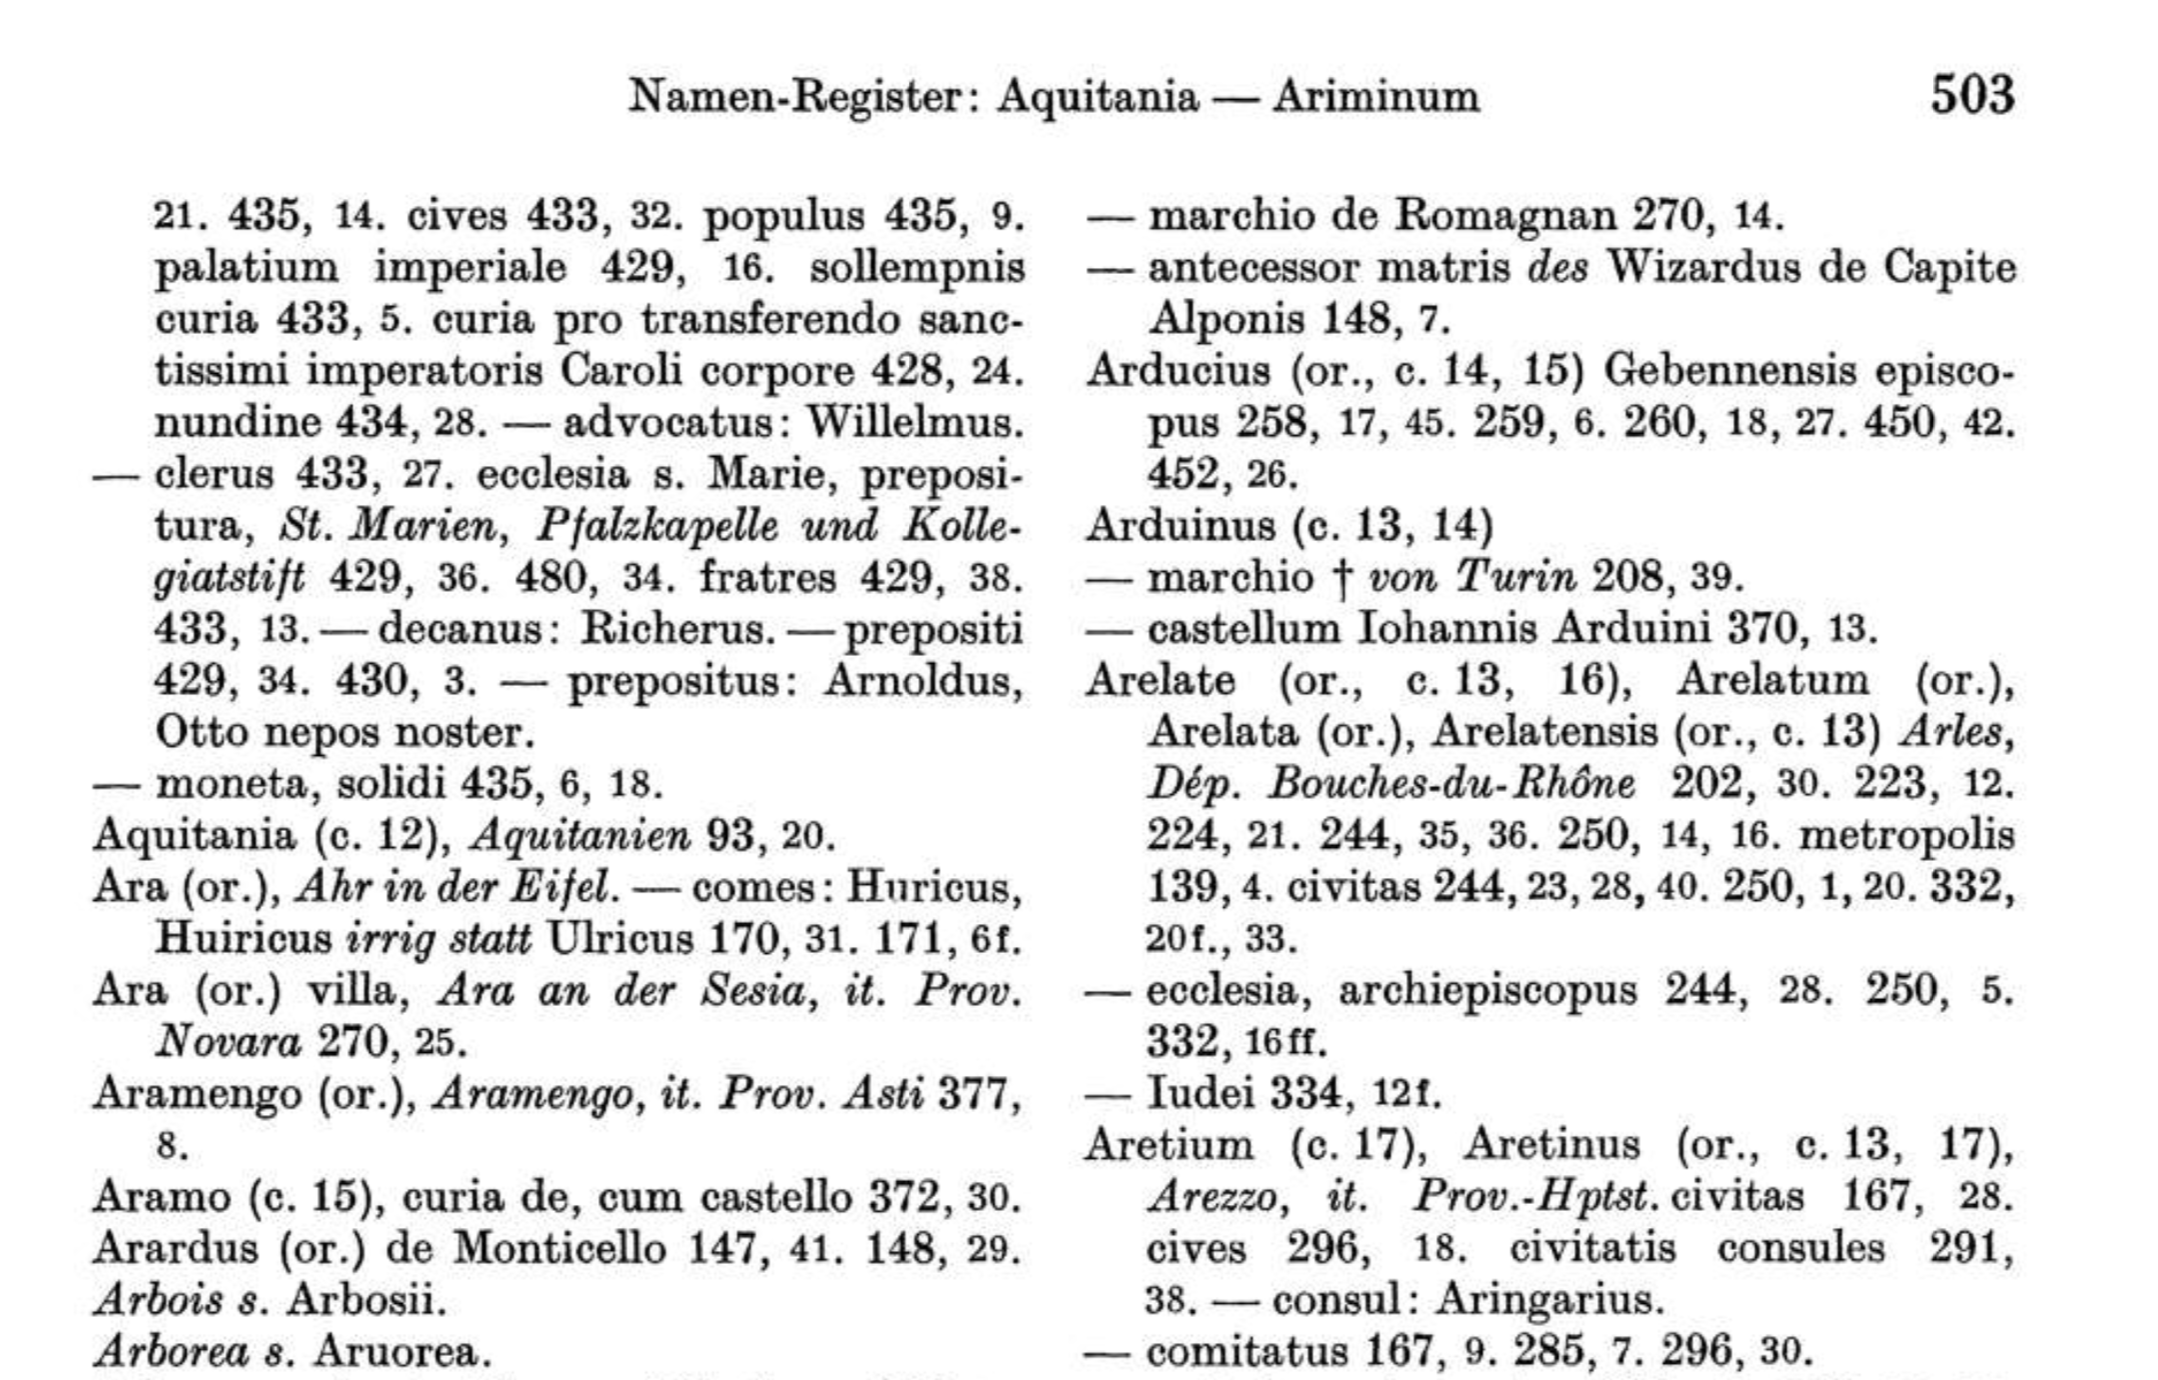 Namen-Register: Aquitania — Ariminum 503
21. 435, 14. cives 433, 32. populus 435, 9.
palatium imperiale 429, 16. sollempnis
curia 433, 5. curia pro transferendo sanc-
tissimi imperatoris Caroli corpore 428, 24.
nundine 434, 28. — advocatus: Willelmus.
— clerus 433, 27. ecclesia s. Marie, preposi-
tura, St. Marien, Pfalzkapelle und Kolle-
giatstift 429, 36. 480, 34. fratres 429, 38.
433, 13. — decanus: Richerus. — prepositi
429, 34. 430, 3. — prepositus: Arnoldus,
Otto nepos noster.
— moneta, solidi 435, 6, 18.
Aquitania (c. 12), Aquitanien 93, 20.
Ara (or.), Ahr in der Eifel. — comes: Huricus,
Huiricus irrig statt Ulricus 170, 31. 171, 6f.
Ara (or.) villa, Ara an der Sesia, it. Prov.
Novara 270, 25.
Aramengo (or.), Aramengo, it. Prov. Asti 377,
8.
Aramo (c. 15), curia de, cum castello 372, 30.
Arardus (or.) de Monticello 147, 41. 148, 29.
Arbois s. Arbosii.
Arborea s. Aruorea.
— marchio de Romagnan 270, 14.
— antecessor matris des Wizardus de Capite
Alponis 148, 7.
Arducius (or., c. 14, 15) Gebennensis episco-
pus 258, 17, 45. 259, 6. 260, 18, 27. 450, 42.
452, 26.
Arduinus (c. 13, 14)
— marchio † von Turin 208, 39.
— castellum Iohannis Arduini 370, 13.
Arelate (or., c. 13, 16), Arelatum (or.),
Arelata (or.), Arelatensis (or., c. 13) Arles,
Dép. Bouches-du-Rhône 202, 30. 223, 12.
224, 21. 244, 35, 36. 250, 14, 16. metropolis
139, 4. civitas 244, 23, 28, 40. 250, 1, 20. 332,
20f., 33.
— ecclesia, archiepiscopus 244, 28. 250, 5.
332, 16ff.
— Iudei 334, 12f.
Aretium (c. 17), Aretinus (or., c. 13, 17),
Arezzo, it. Prov.-Hptst. civitas 167, 28.
cives 296, 18. civitatis consules 291,
38. — consul: Aringarius.
— comitatus 167, 9. 285, 7. 296, 30.